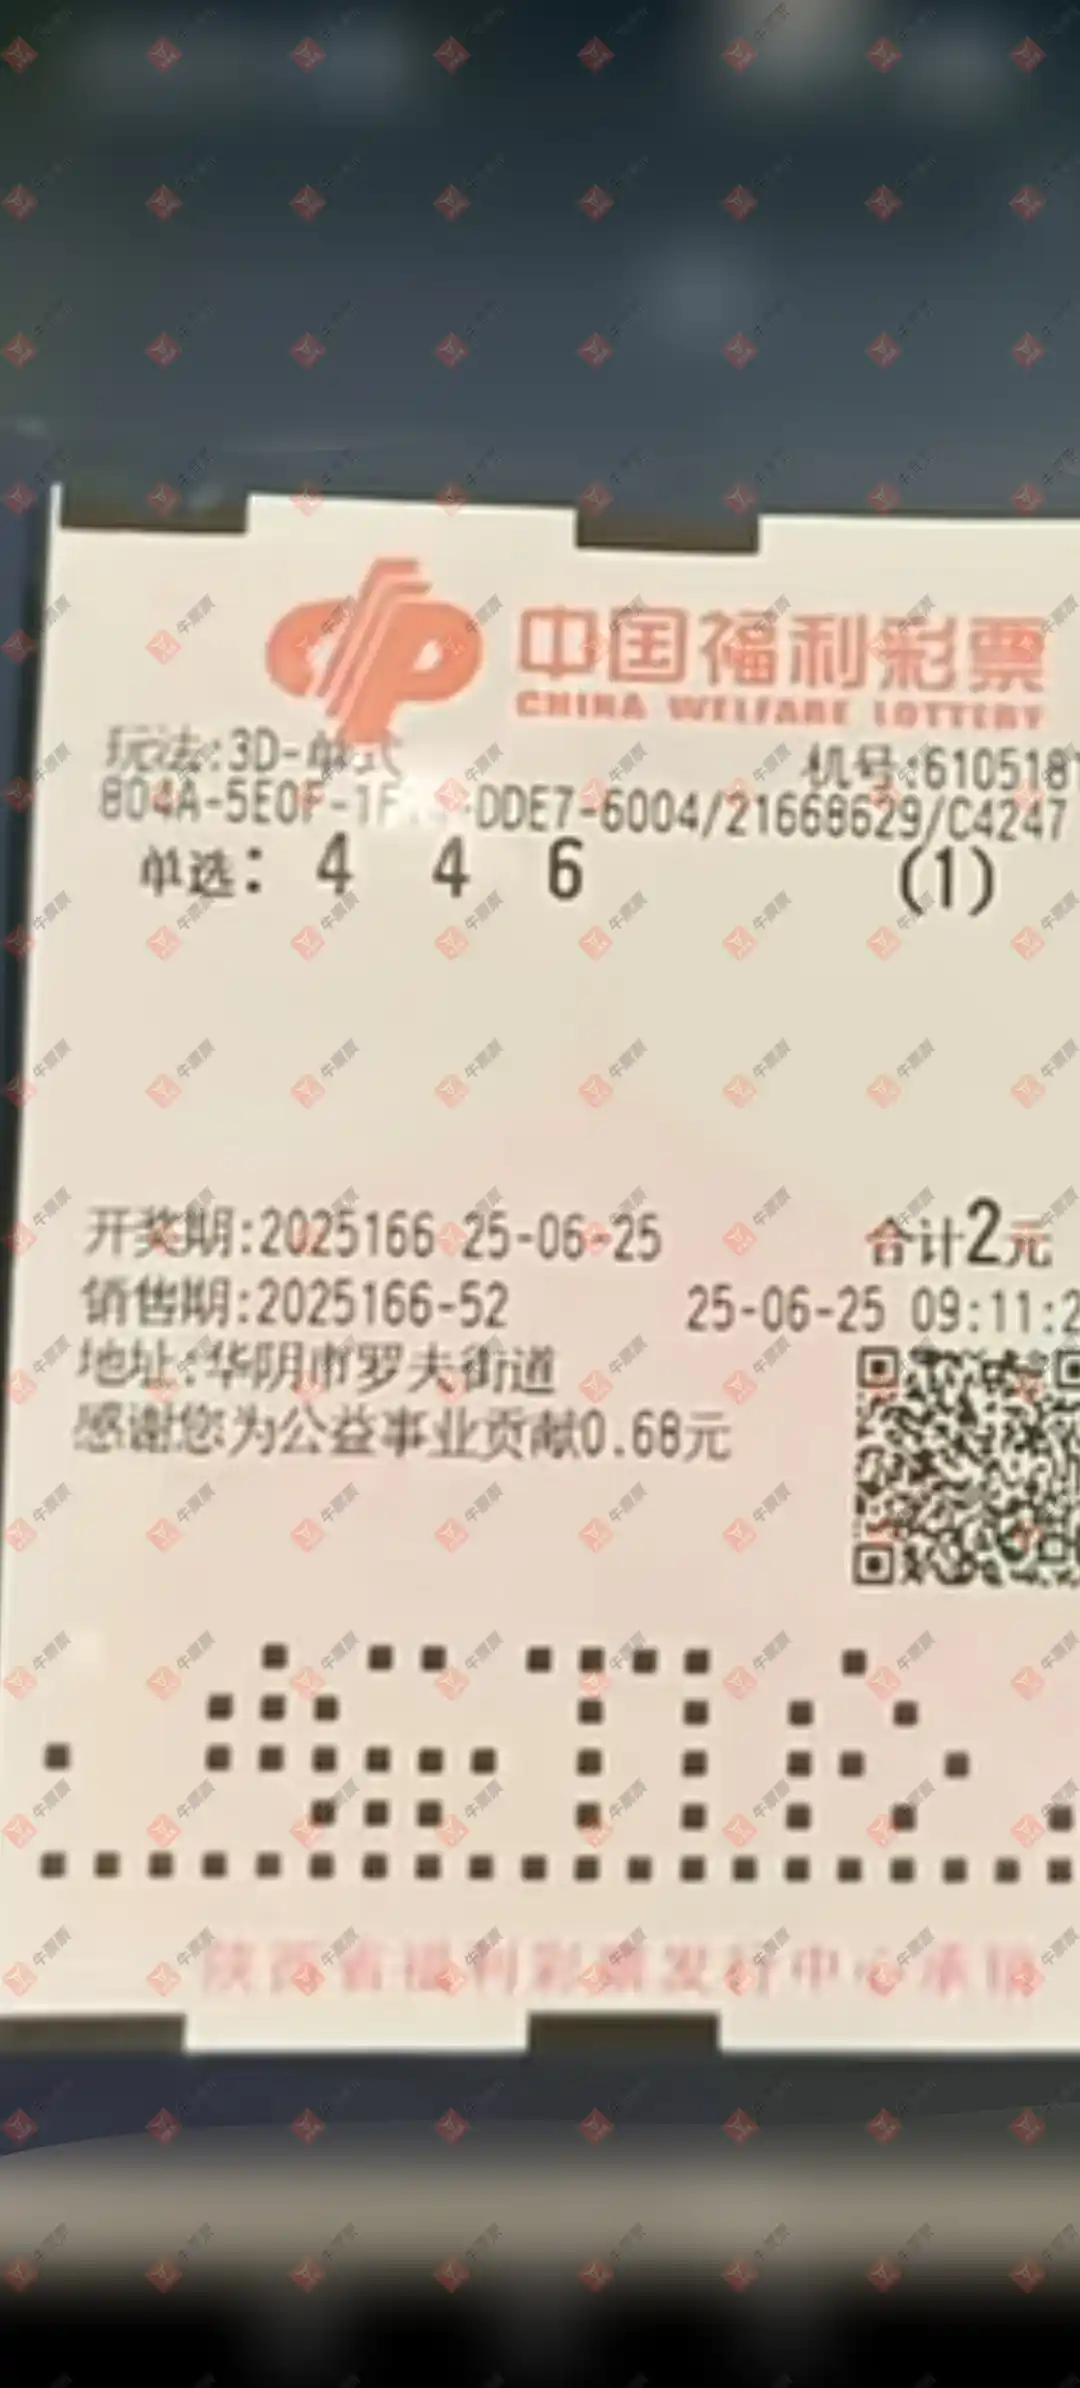 中国福利彩票
CHINA WELFARE LOTTERY
玩法:3D-单式
机号:6105181
804A-5E0F-1F DDE7-6004/21668629/C4247
单选: 4 4 6 (1)
开奖期:2025166 25-06-25 合计2元
销售期:2025166-52 25-06-25 09:11:2
地址:华阴市罗夫街道
感谢您为公益事业贡献0.68元
陕西省福利彩票发行中心承销
牛票票